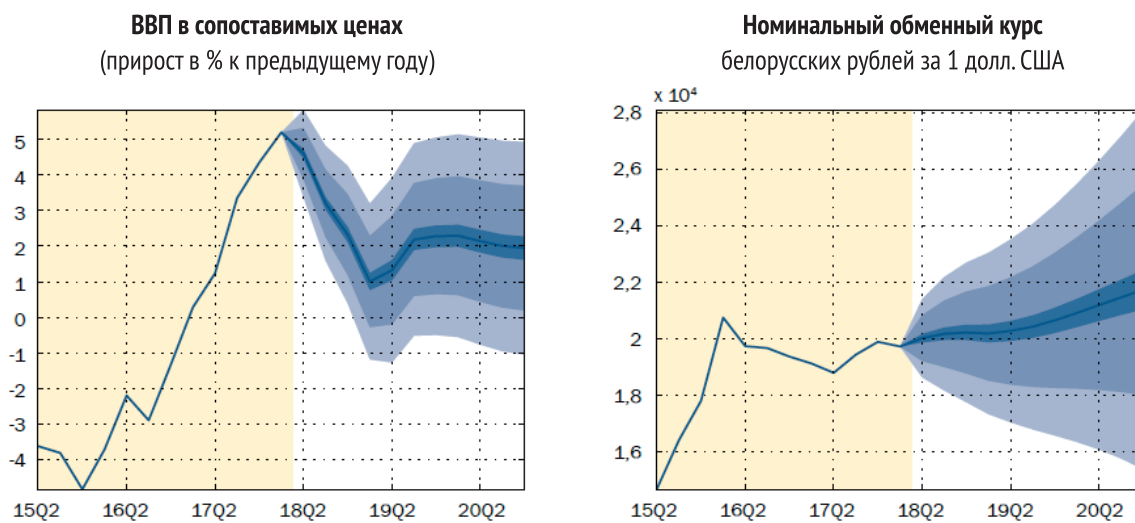 ВВП в сопоставимых ценах
(прирост в % к предыдущему году)
5
4
3
2
1
0
-1
-2
-3
-4
15Q2 16Q2 17Q2 18Q2 19Q2 20Q2
Номинальный обменный курс
белорусских рублей за 1 долл. США
x 10⁴
2,8
2,6
2,4
2,2
2
1,8
1,6
15Q2 16Q2 17Q2 18Q2 19Q2 20Q2